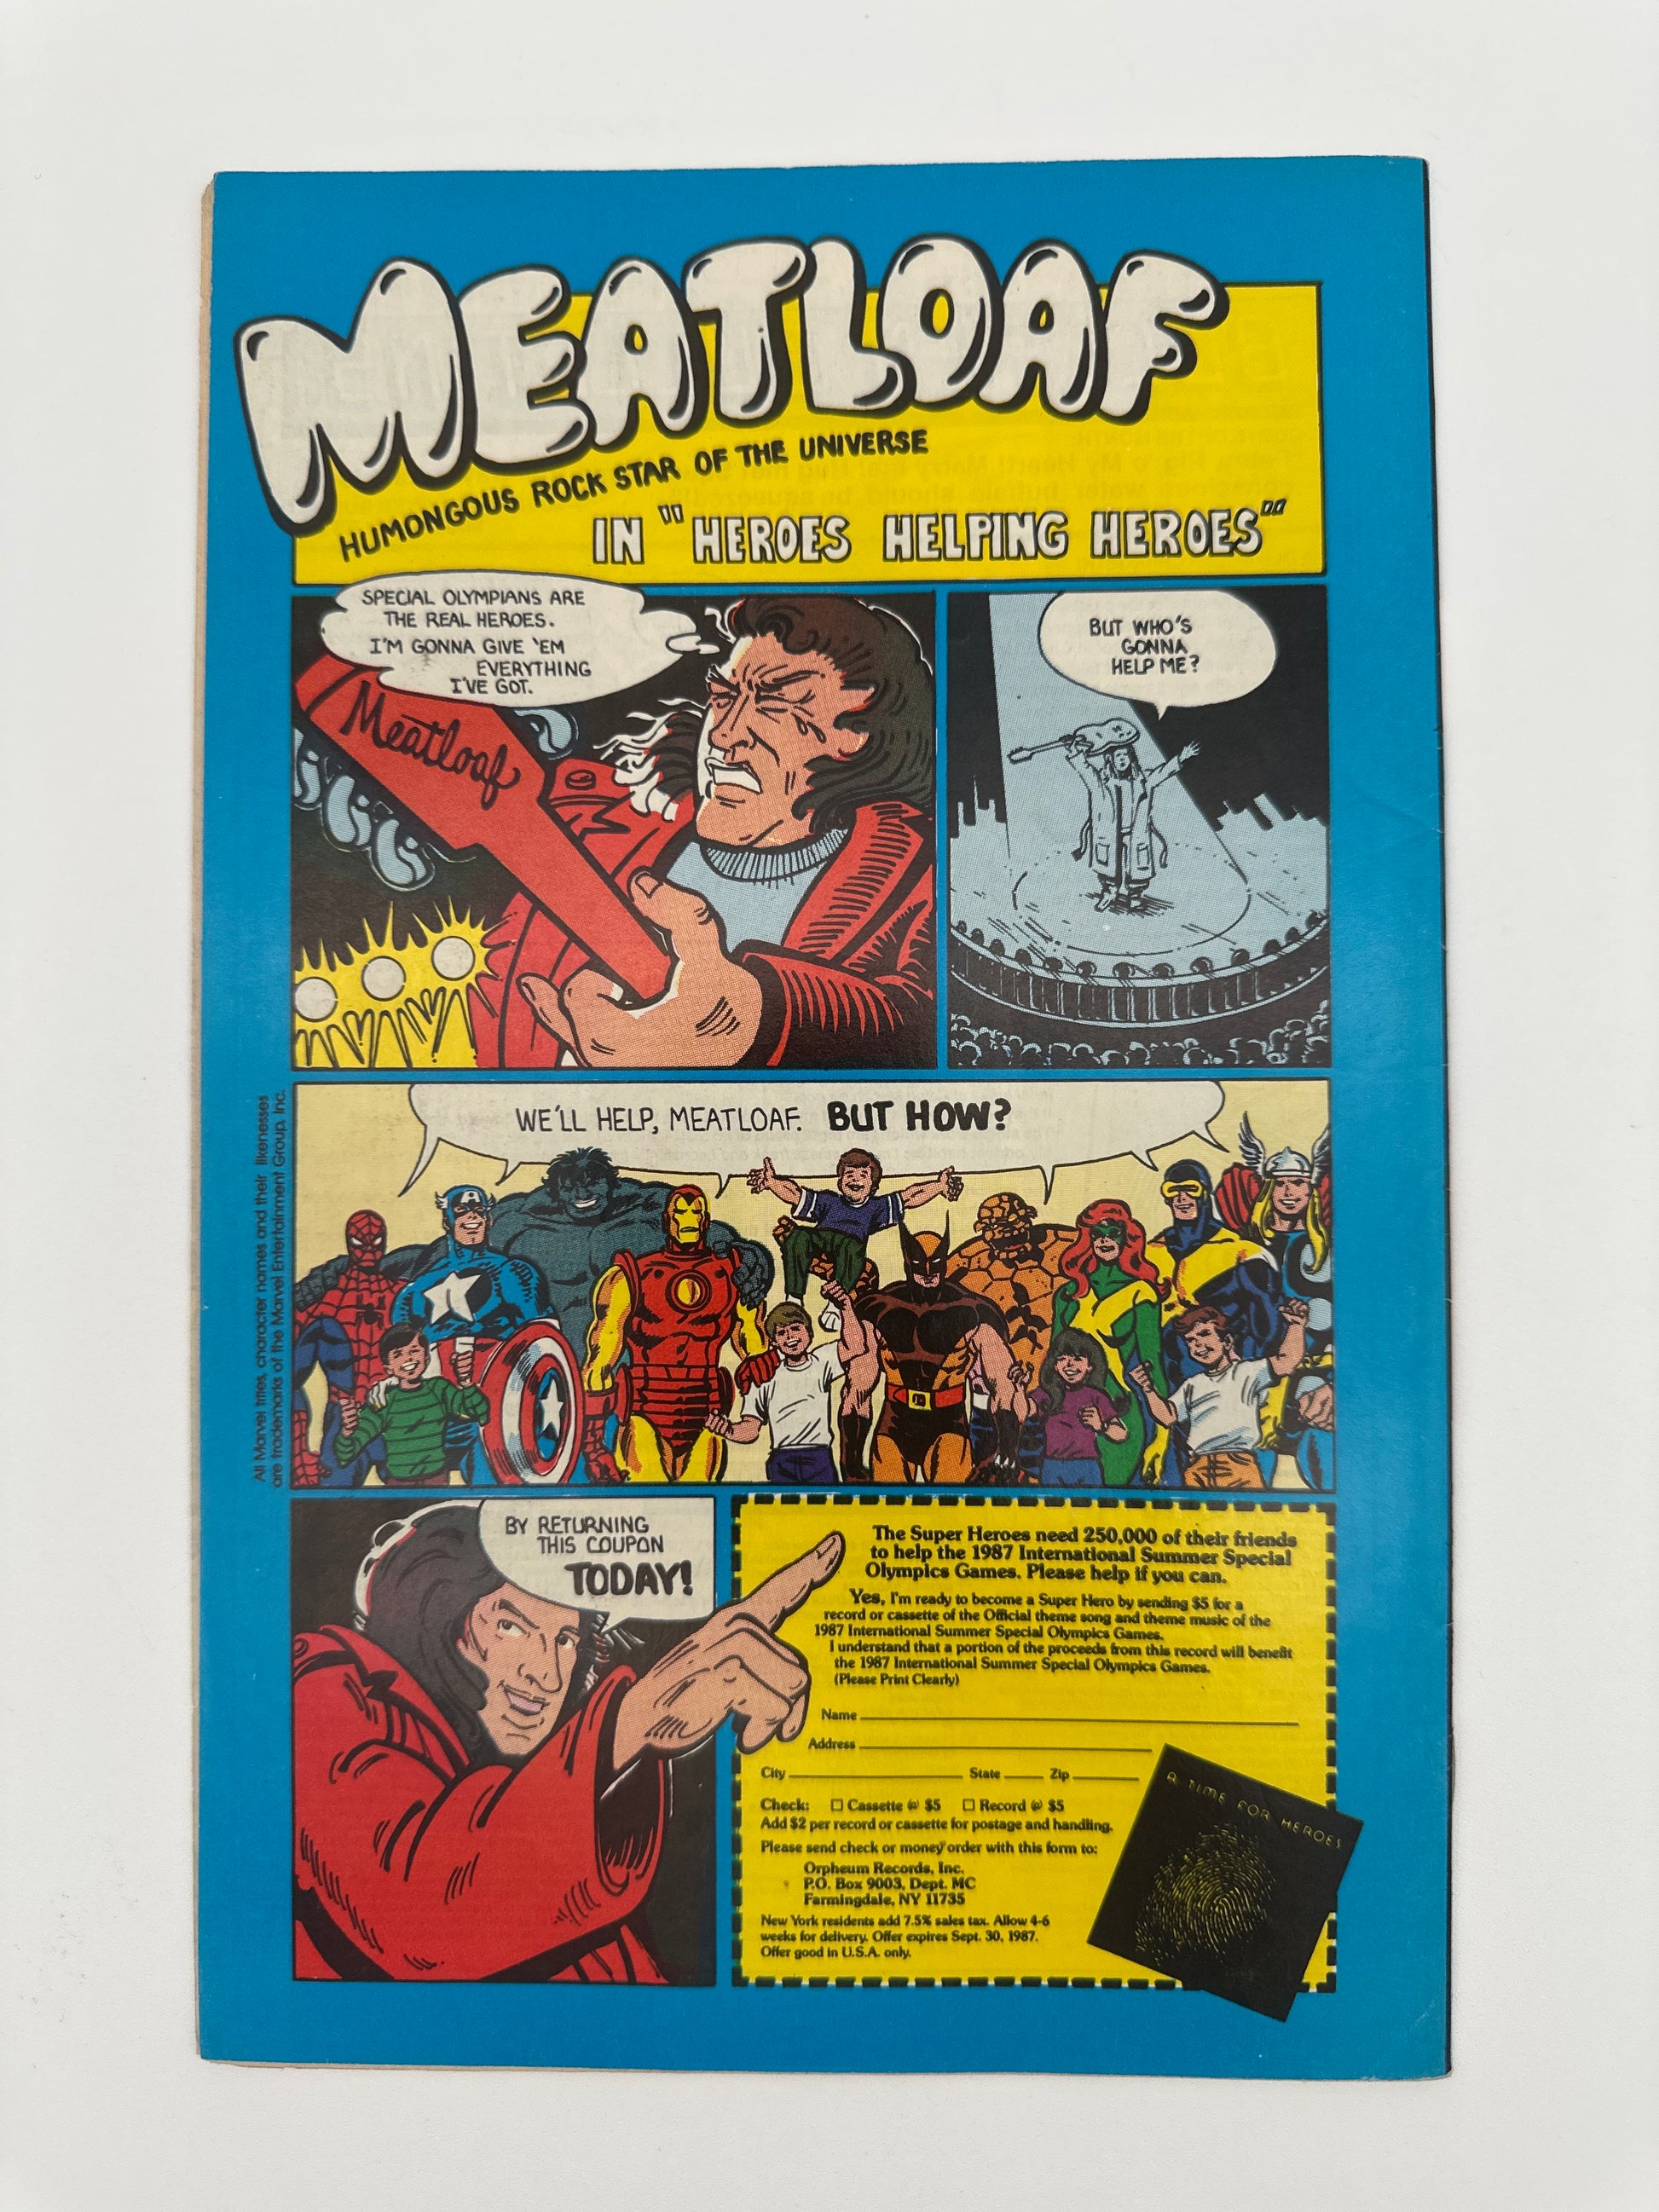 MEATLOAF
HUMONGOUS ROCK STAR OF THE UNIVERSE
IN "HEROES HELPING HEROES"
SPECIAL OLYMPIANS ARE
THE REAL HEROES.
I'M GONNA GIVE 'EM
EVERYTHING
I'VE GOT.
Meatloaf
BUT WHO'S
GONNA
HELP ME?
WE'LL HELP, MEATLOAF. BUT HOW?
All Marvel titles, character names and their likenesses
are trademarks of the Marvel Entertainment Group, Inc.
BY RETURNING
THIS COUPON
TODAY!
The Super Heroes need 250,000 of their friends
to help the 1987 International Summer Special
Olympics Games. Please help if you can.
Yes, I'm ready to become a Super Hero by sending $5 for a
record or cassette of the Official theme song and theme music of the
1987 International Summer Special Olympics Games.
I understand that a portion of the proceeds from this record will benefit
the 1987 International Summer Special Olympics Games.
(Please Print Clearly)
Name
Address
City State Zip
Check: ☐ Cassette @ $5 ☐ Record @ $5
Add $2 per record or cassette for postage and handling.
Please send check or money order with this form to:
Orpheum Records, Inc.
P.O. Box 9003, Dept. MC
Farmingdale, NY 11735
New York residents add 7.5% sales tax. Allow 4-6
weeks for delivery. Offer expires Sept. 30, 1987.
Offer good in U.S.A. only.
A TIME FOR HEROES